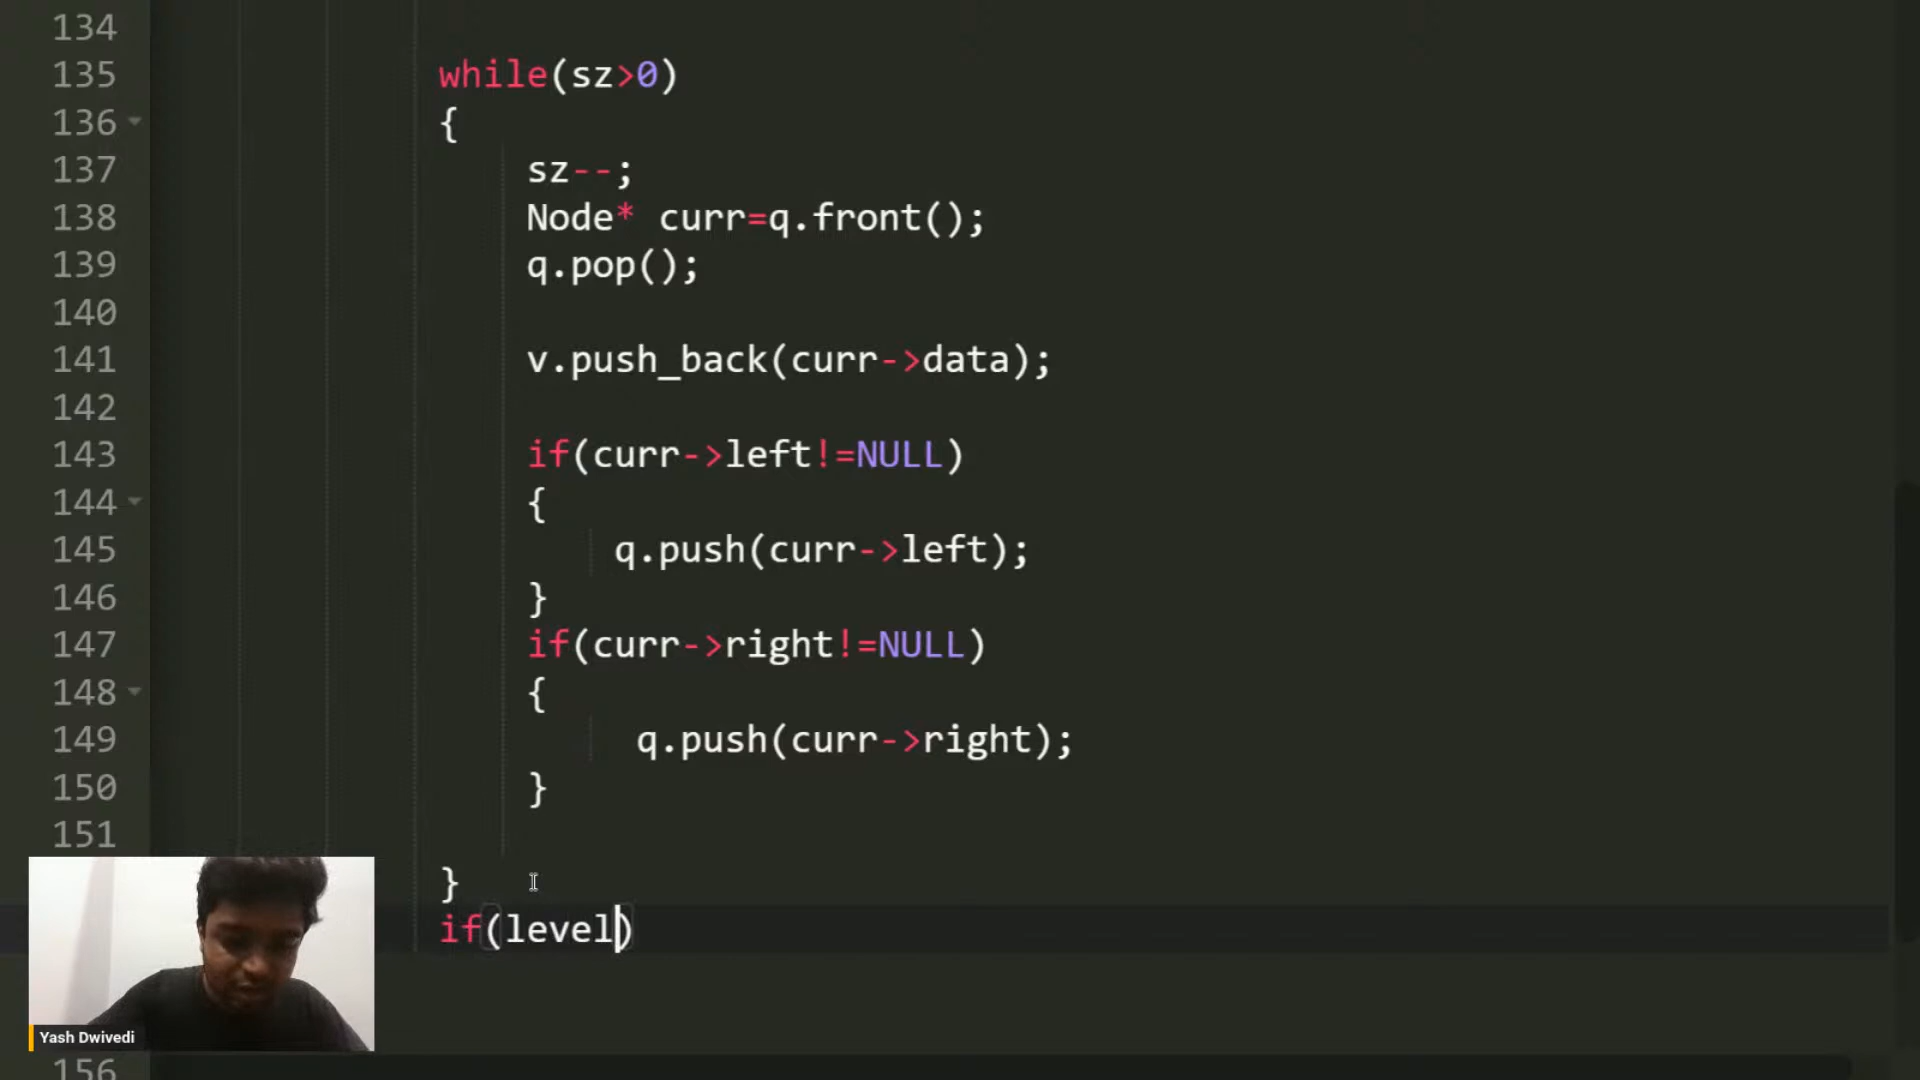 134
135 while(sz>0)
136 {
137 sz--;
138 Node* curr=q.front();
139 q.pop();
140
141 v.push_back(curr->data);
142
143 if(curr->left!=NULL)
144 {
145 q.push(curr->left);
146 }
147 if(curr->right!=NULL)
148 {
149 q.push(curr->right);
150 }
151
}
if(level)
Yash Dwivedi
156